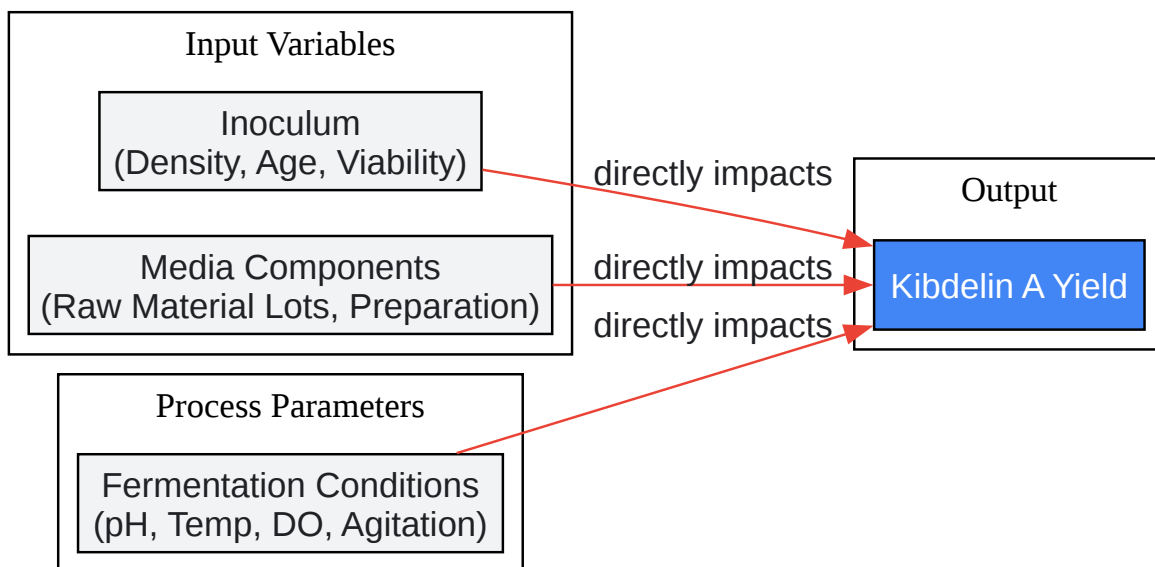 Input Variables
Inoculum
(Density, Age, Viability)
Media Components
(Raw Material Lots, Preparation)
Process Parameters
Fermentation Conditions
(pH, Temp, DO, Agitation)
directly impacts
directly impacts
directly impacts
Output
Kibdelin A Yield